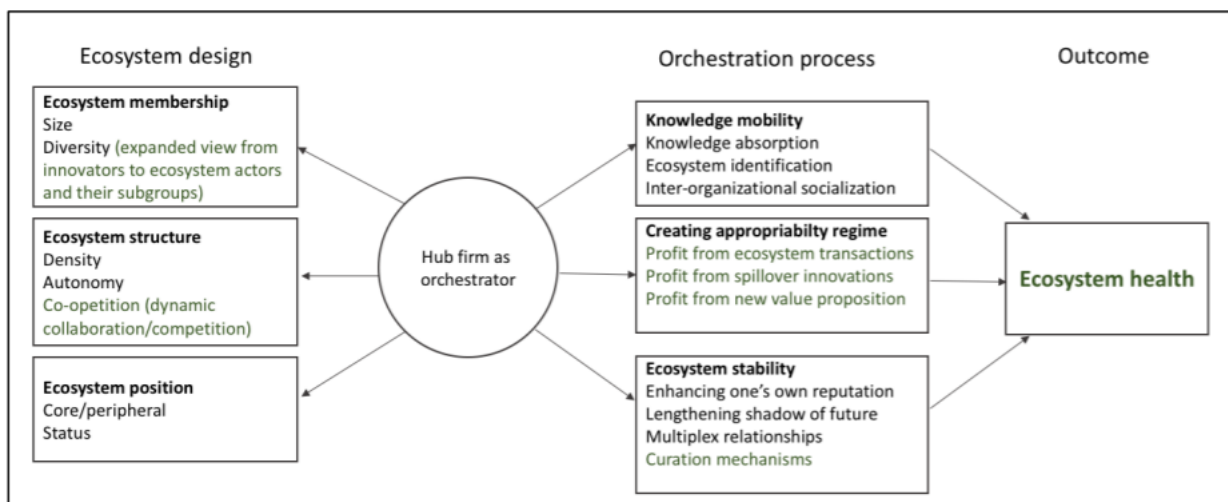 Ecosystem design
Orchestration process
Outcome
Ecosystem membership
Size
Diversity (expanded view from
innovators to ecosystem actors
and their subgroups)
Ecosystem structure
Density
Autonomy
Co-opetition (dynamic
collaboration/competition)
Ecosystem position
Core/peripheral
Status
Hub firm as
orchestrator
Knowledge mobility
Knowledge absorption
Ecosystem identification
Inter-organizational socialization
Creating appropriabilty regime
Profit from ecosystem transactions
Profit from spillover innovations
Profit from new value proposition
Ecosystem stability
Enhancing one's own reputation
Lengthening shadow of future
Multiplex relationships
Curation mechanisms
Ecosystem health